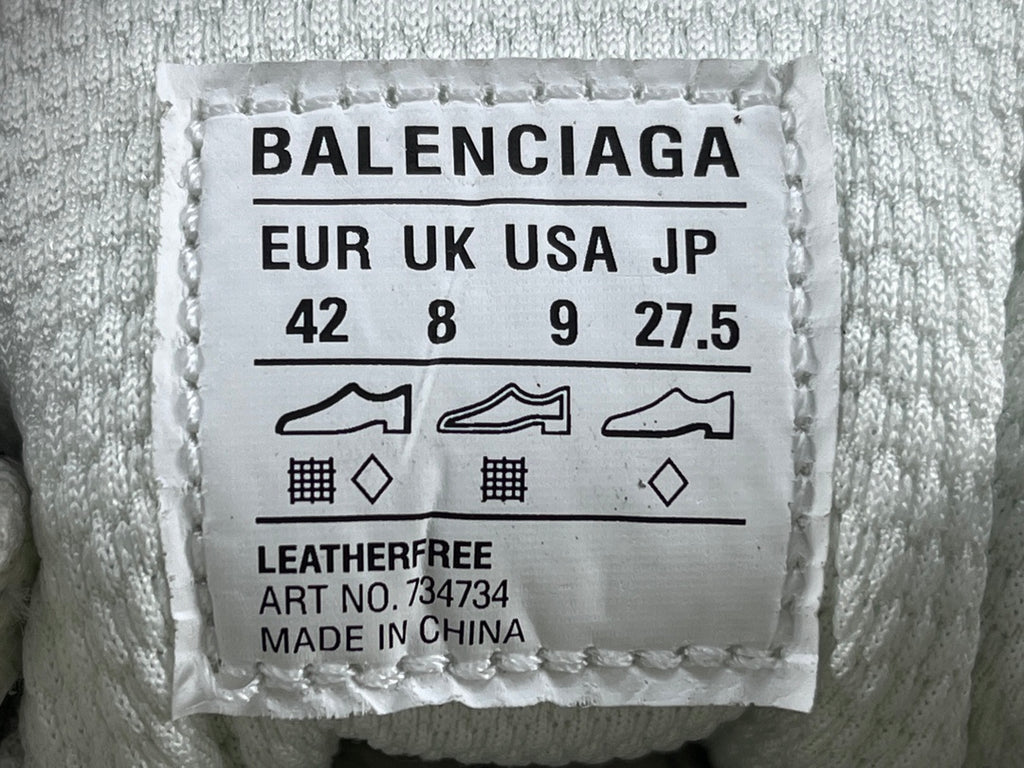 BALENCIAGA
EUR UK USA JP
42 8 9 27.5
LEATHERFREE
ART NO. 734734
MADE IN CHINA